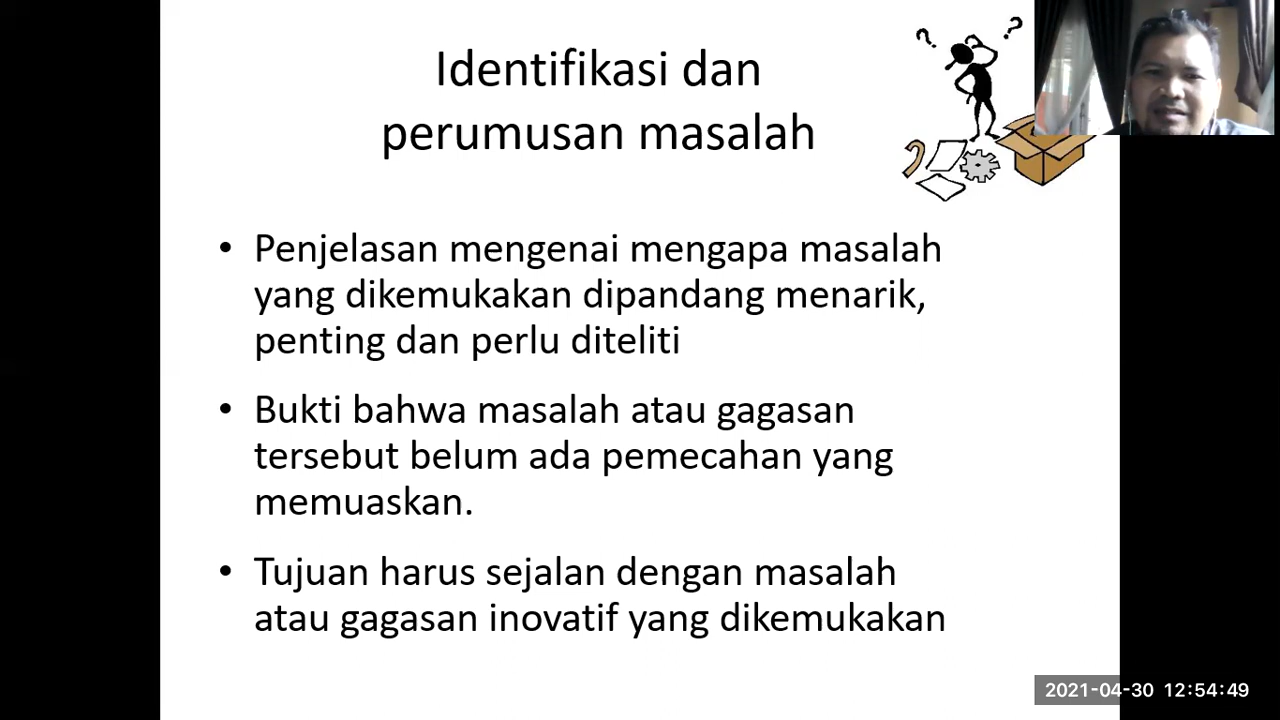 Identifikasi dan
perumusan masalah
• Penjelasan mengenai mengapa masalah
yang dikemukakan dipandang menarik,
penting dan perlu diteliti
• Bukti bahwa masalah atau gagasan
tersebut belum ada pemecahan yang
memuaskan.
• Tujuan harus sejalan dengan masalah
atau gagasan inovatif yang dikemukakan
2021-04-30 12:54:49